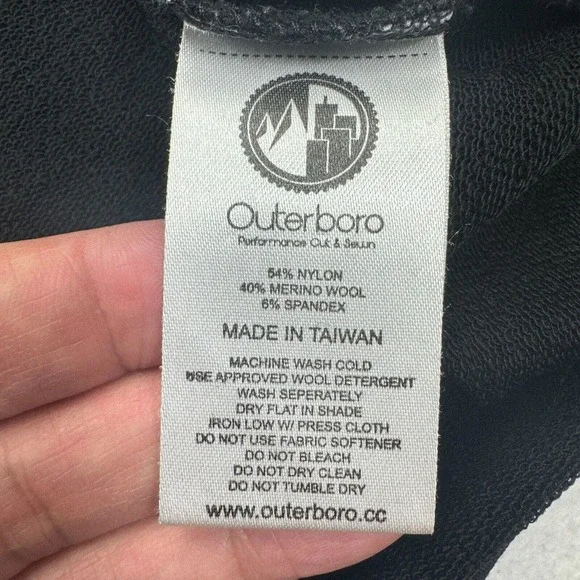 Outerboro
Performance Cut & Sewn
54% NYLON
40% MERINO WOOL
6% SPANDEX
MADE IN TAIWAN
MACHINE WASH COLD
USE APPROVED WOOL DETERGENT
WASH SEPERATELY
DRY FLAT IN SHADE
IRON LOW W/ PRESS CLOTH
DO NOT USE FABRIC SOFTENER
DO NOT BLEACH
DO NOT DRY CLEAN
DO NOT TUMBLE DRY
www.outerboro.cc